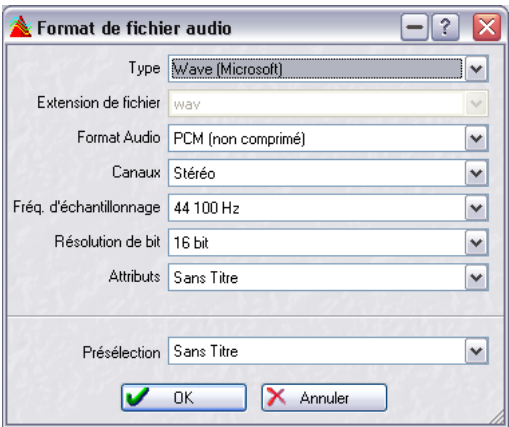 Format de fichier audio
Type Wave (Microsoft)
Extension de fichier wav
Format Audio PCM (non comprimé)
Canaux Stéréo
Fréq. d'échantillonnage 44 100 Hz
Résolution de bit 16 bit
Attributs Sans Titre
Présélection Sans Titre
OK Annuler